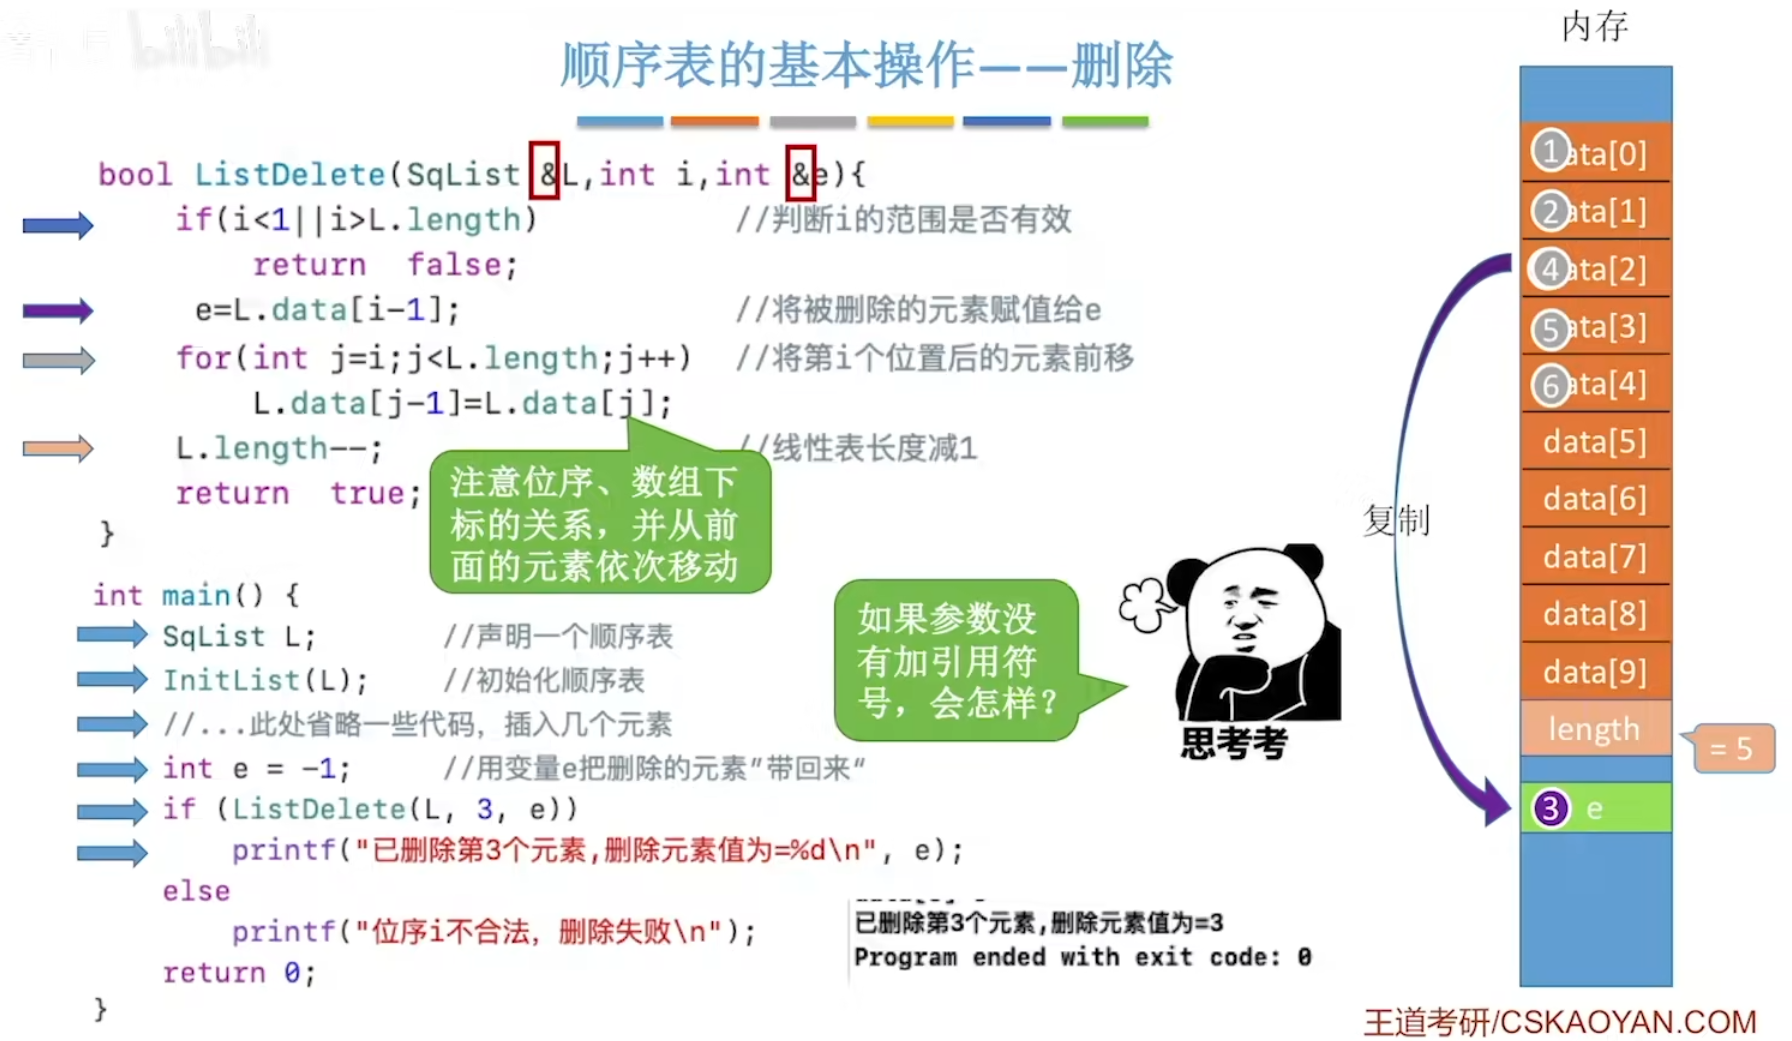 bilibili
内存
顺序表的基本操作——删除
bool ListDelete(SqList &L,int i,int &e){
if(i<1||i>L.length) //判断i的范围是否有效
return false;
e=L.data[i-1]; //将被删除的元素赋值给e
for(int j=i;j<L.length;j++) //将第i个位置后的元素前移
L.data[j-1]=L.data[j];
L.length--; //线性表长度减1
return true;
}
注意位序、数组下
标的关系，并从前
面的元素依次移动
int main() {
SqList L; //声明一个顺序表
InitList(L); //初始化顺序表
//...此处省略一些代码，插入几个元素
int e = -1; //用变量e把删除的元素"带回来"
if (ListDelete(L, 3, e))
printf("已删除第3个元素,删除元素值为=%d\n", e);
else
printf("位序i不合法，删除失败\n");
return 0;
}
如果参数没
有加引用符
号，会怎样？
思考考
已删除第3个元素,删除元素值为=3
Program ended with exit code: 0
复制
1 ata[0]
2 ata[1]
4 ata[2]
5 ata[3]
6 ata[4]
data[5]
data[6]
data[7]
data[8]
data[9]
length
= 5
3 e
王道考研/CSKAOYAN.COM